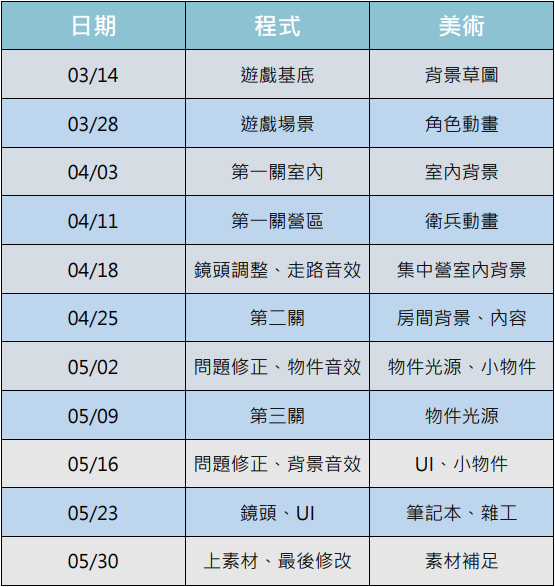 日期 程式 美術
03/14 遊戲基底 背景草圖
03/28 遊戲場景 角色動畫
04/03 第一關室內 室內背景
04/11 第一關營區 衛兵動畫
04/18 鏡頭調整、走路音效 集中營室內背景
04/25 第二關 房間背景、內容
05/02 問題修正、物件音效 物件光源、小物件
05/09 第三關 物件光源
05/16 問題修正、背景音效 UI、小物件
05/23 鏡頭、UI 筆記本、雜工
05/30 上素材、最後修改 素材補足